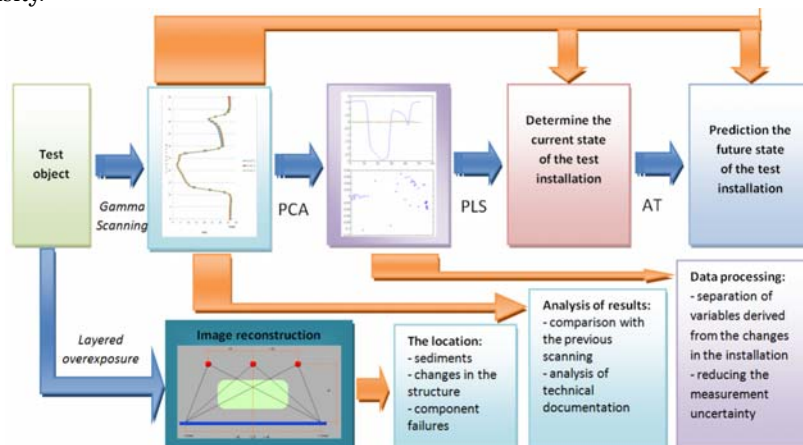 sity.
Test
object
Gamma
Scanning
PCA
PLS
Determine the
current state
of the test
installation
AT
Prediction the
future state
of the test
installation
Layered
overexposure
Image reconstruction
The location:
- sediments
- changes in the
structure
- component
failures
Analysis of results:
- comparison with
the previous
scanning
- analysis of
technical
documentation
Data processing:
- separation of
variables derived
from the changes
in the installation
- reducing the
measurement
uncertainty